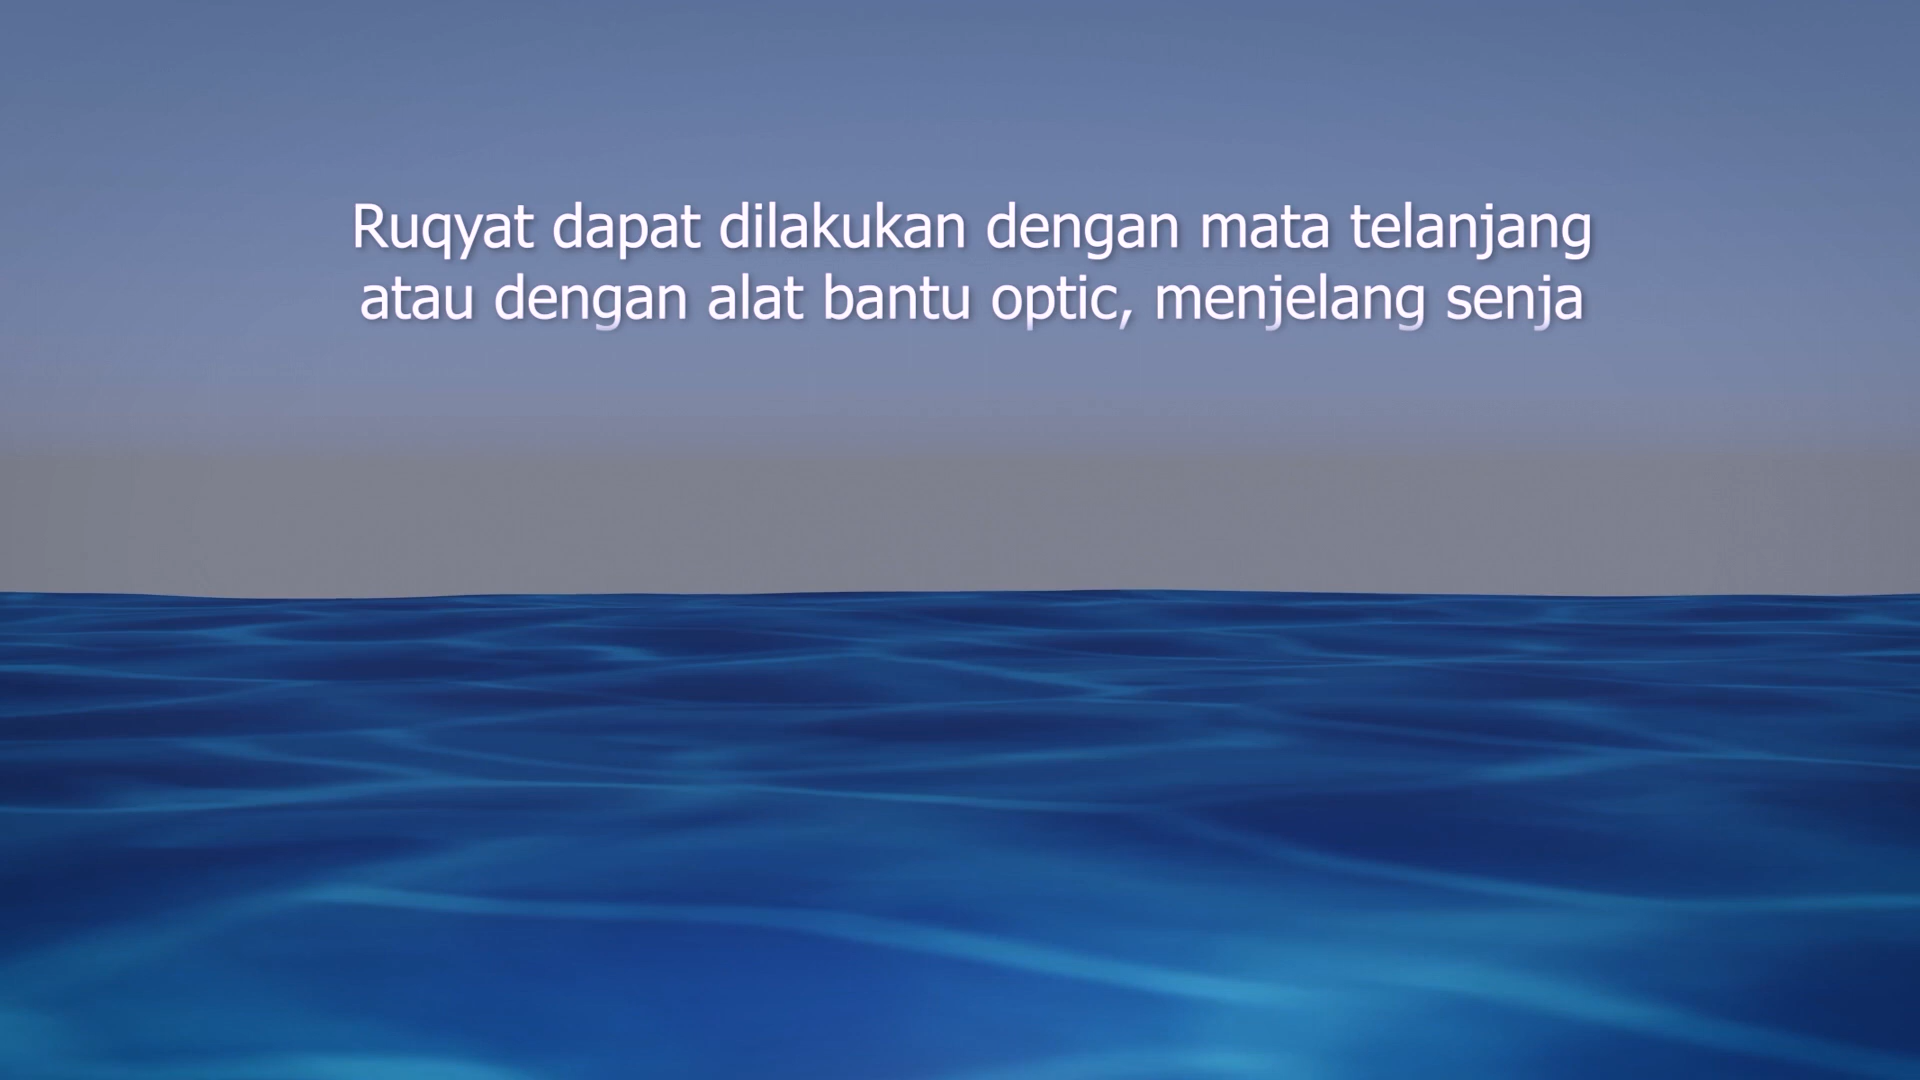 Ruqyat dapat dilakukan dengan mata telanjang
atau dengan alat bantu optic, menjelang senja